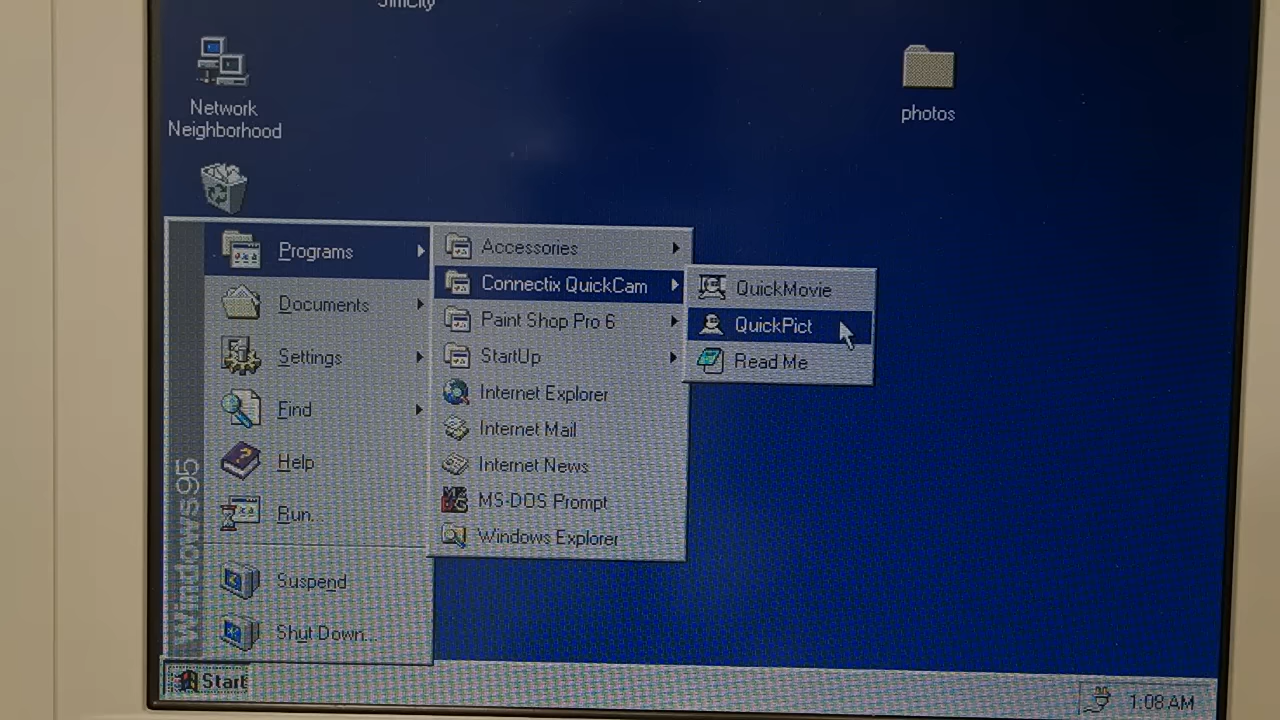 SimCity
Network
Neighborhood
photos
Programs
Documents
Settings
Find
Help
Run...
Suspend
Shut Down...
Windows95
Accessories
Connectix QuickCam
Paint Shop Pro 6
StartUp
Internet Explorer
Internet Mail
Internet News
MS-DOS Prompt
Windows Explorer
QuickMovie
QuickPict
Read Me
Start
1:08 AM